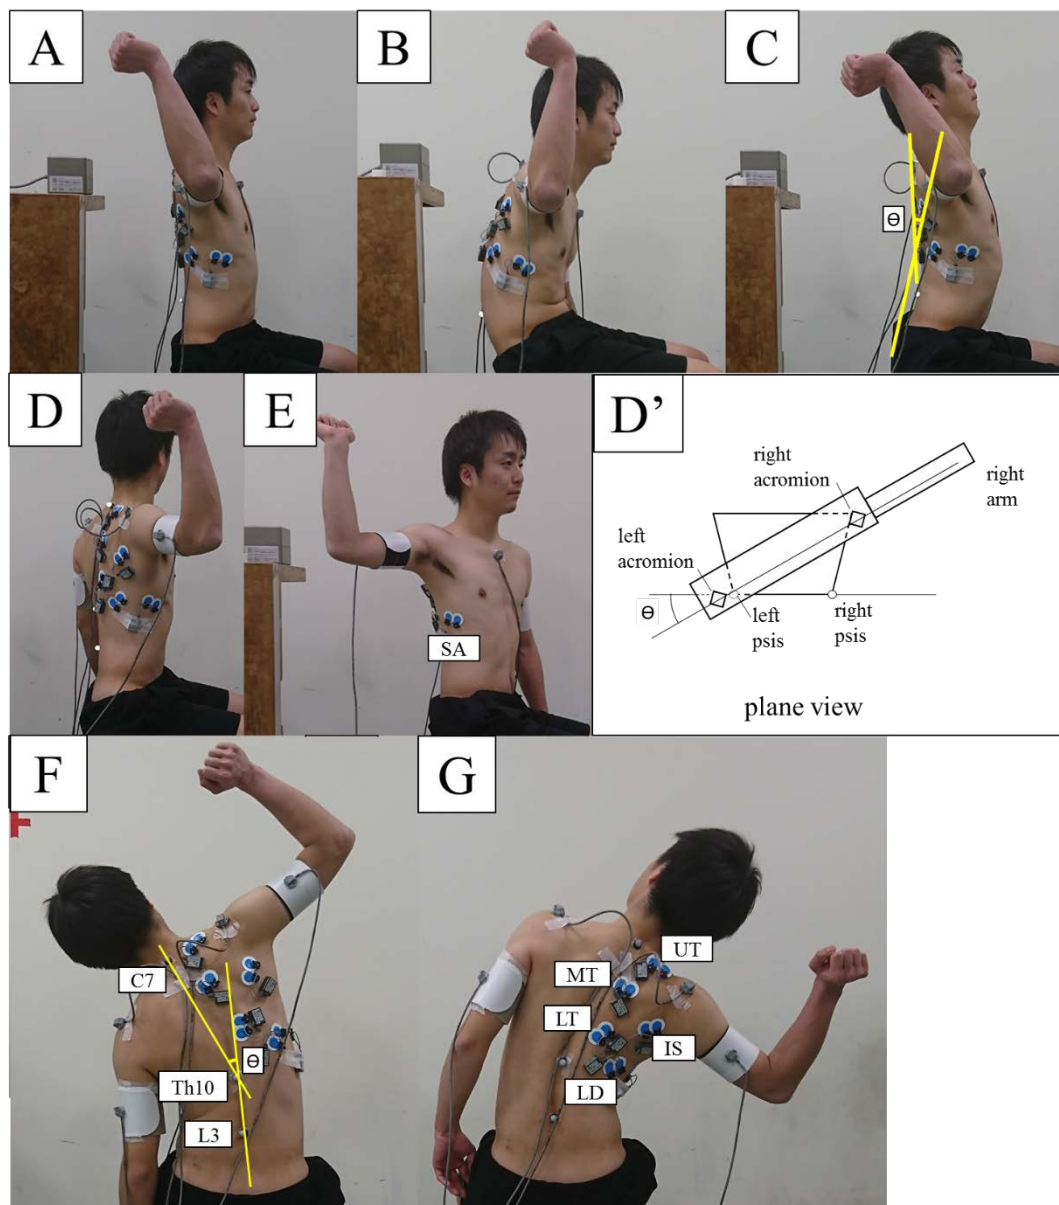 A
B
C
Ө
D
E
SA
D’
right
acromion
right
arm
left
acromion
Ө
left
psis
right
psis
plane view
F
C7
Ө
Th10
L3
G
UT
MT
LT
IS
LD